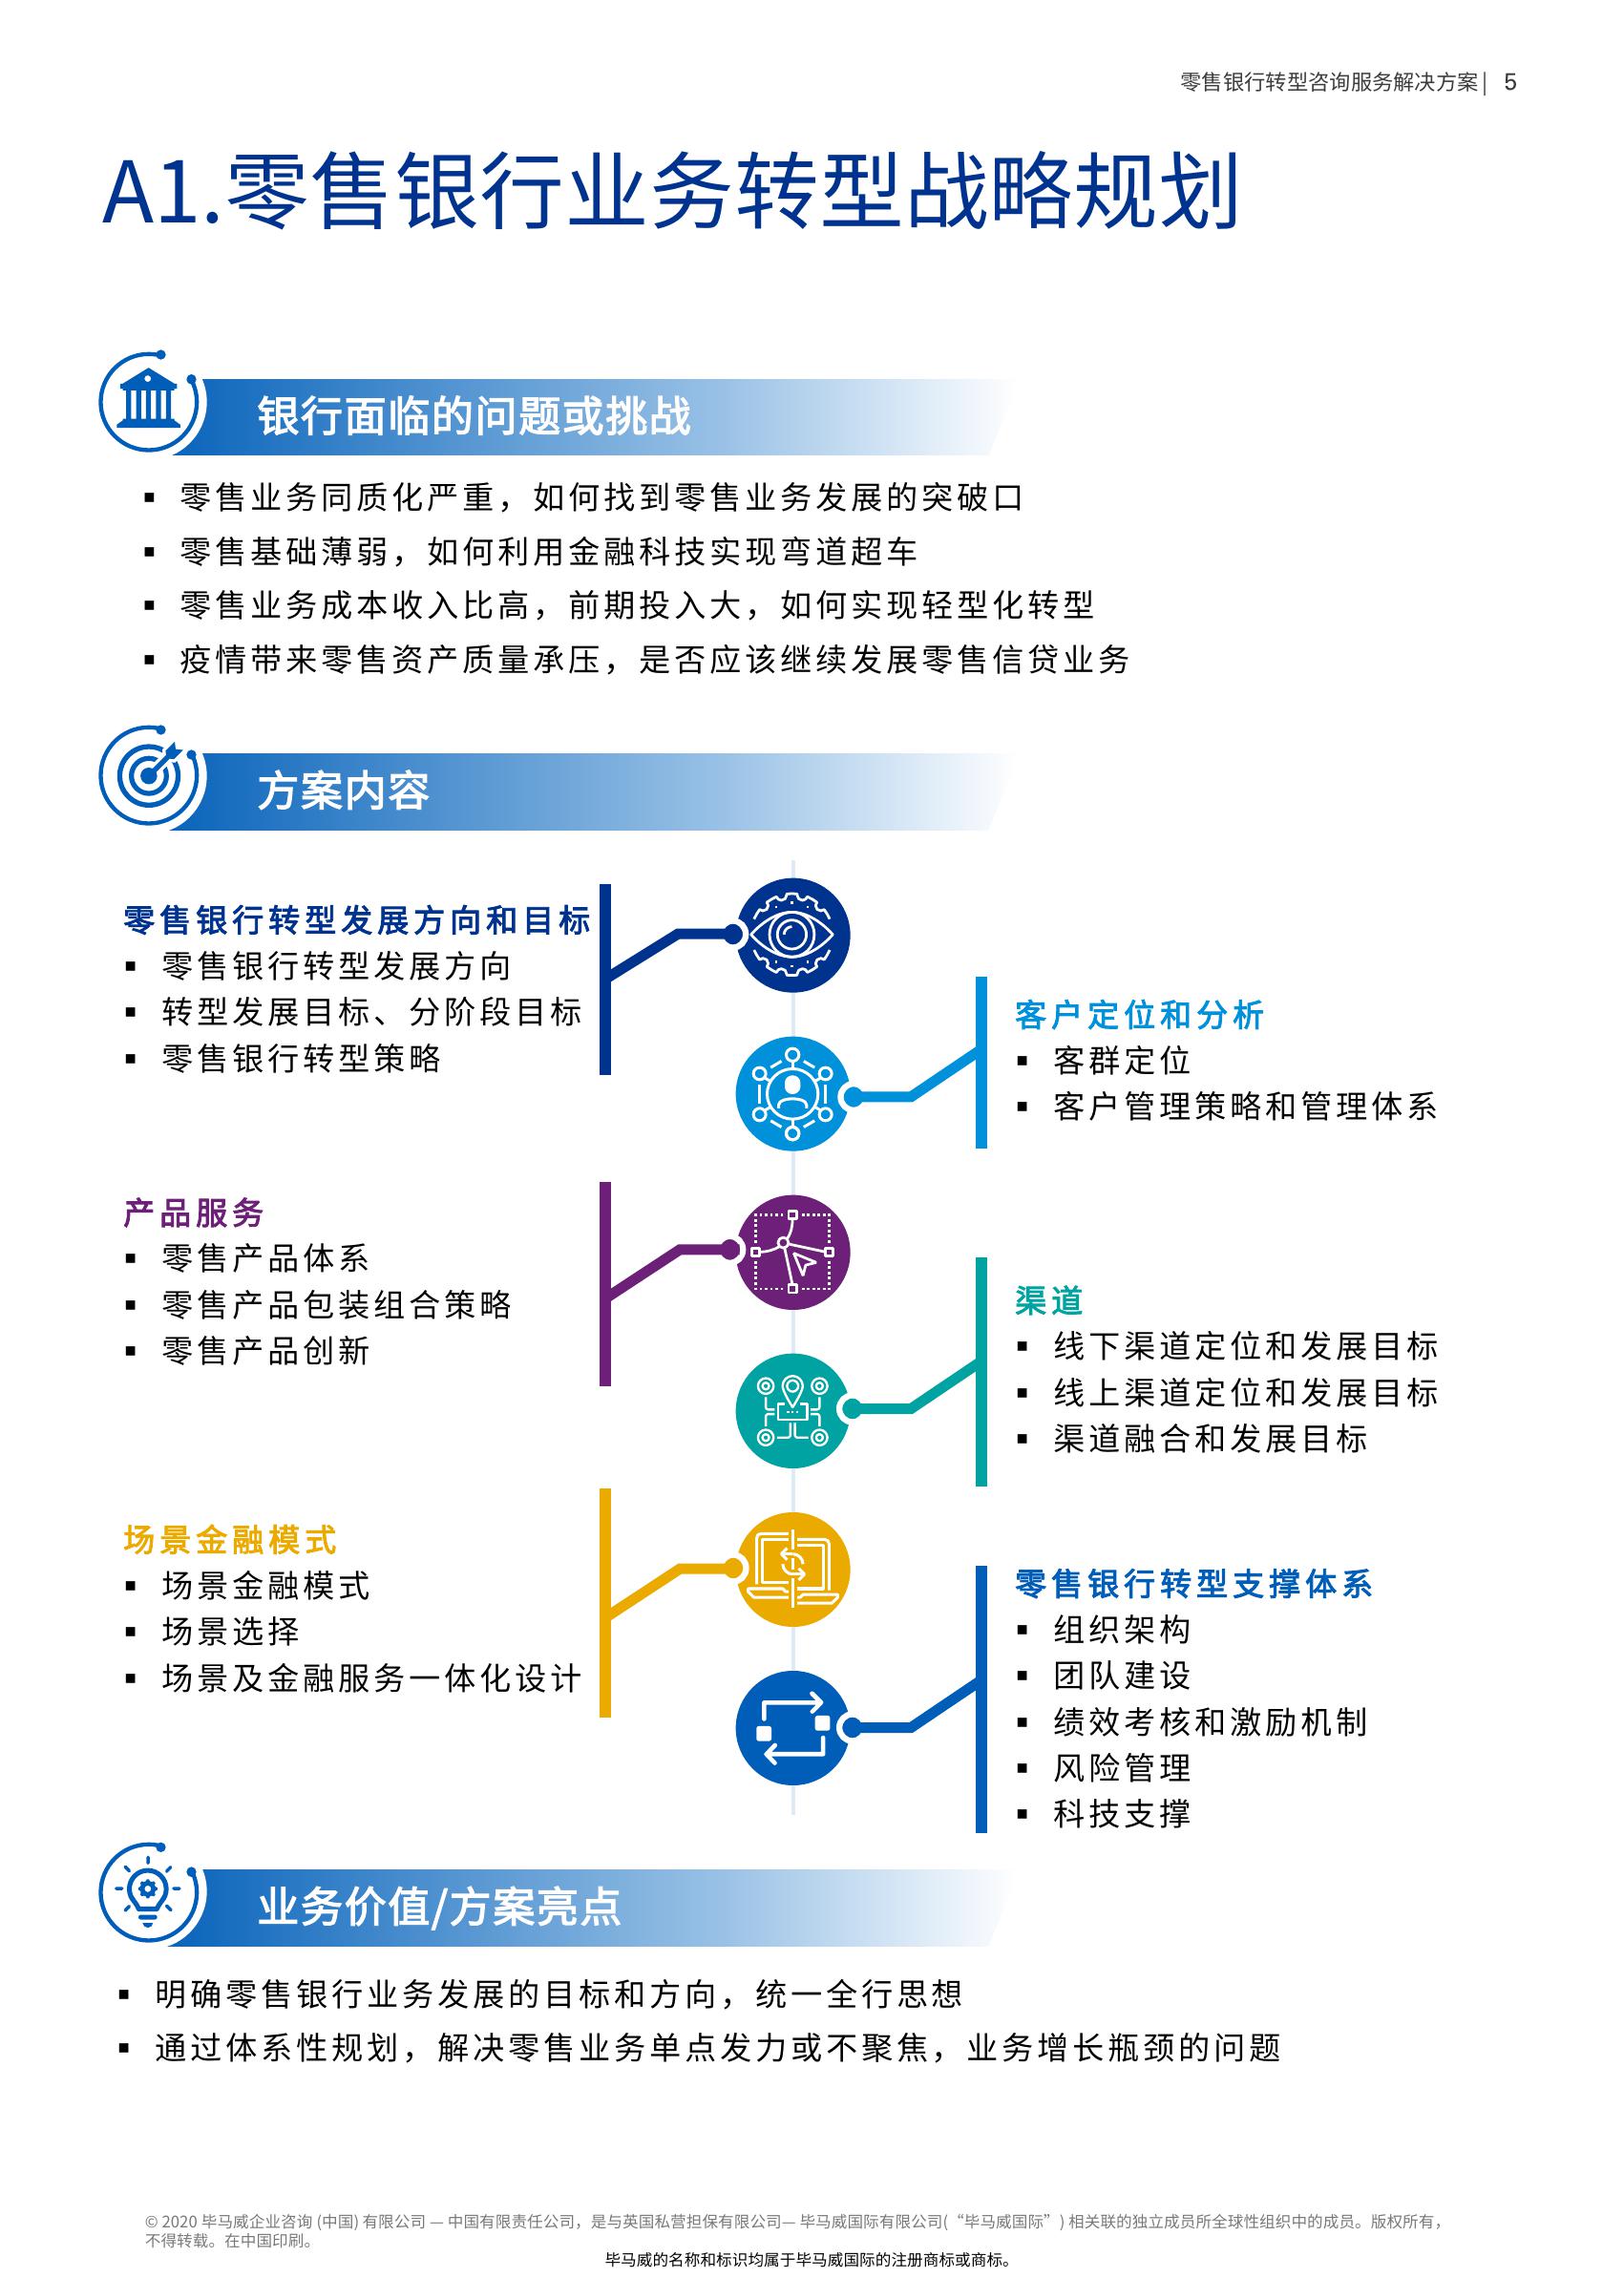 零售银行转型咨询服务解决方案| 5
A1.零售银行业务转型战略规划
银行面临的问题或挑战
▪ 零售业务同质化严重，如何找到零售业务发展的突破口
▪ 零售基础薄弱，如何利用金融科技实现弯道超车
▪ 零售业务成本收入比高，前期投入大，如何实现轻型化转型
▪ 疫情带来零售资产质量承压，是否应该继续发展零售信贷业务
方案内容
零售银行转型发展方向和目标
▪ 零售银行转型发展方向
▪ 转型发展目标、分阶段目标
▪ 零售银行转型策略
客户定位和分析
▪ 客群定位
▪ 客户管理策略和管理体系
产品服务
▪ 零售产品体系
▪ 零售产品包装组合策略
▪ 零售产品创新
渠道
▪ 线下渠道定位和发展目标
▪ 线上渠道定位和发展目标
▪ 渠道融合和发展目标
场景金融模式
▪ 场景金融模式
▪ 场景选择
▪ 场景及金融服务一体化设计
零售银行转型支撑体系
▪ 组织架构
▪ 团队建设
▪ 绩效考核和激励机制
▪ 风险管理
▪ 科技支撑
业务价值/方案亮点
▪ 明确零售银行业务发展的目标和方向，统一全行思想
▪ 通过体系性规划，解决零售业务单点发力或不聚焦，业务增长瓶颈的问题
© 2020 毕马威企业咨询 (中国) 有限公司 — 中国有限责任公司，是与英国私营担保有限公司— 毕马威国际有限公司(“毕马威国际”) 相关联的独立成员所全球性组织中的成员。版权所有，
不得转载。在中国印刷。
毕马威的名称和标识均属于毕马威国际的注册商标或商标。